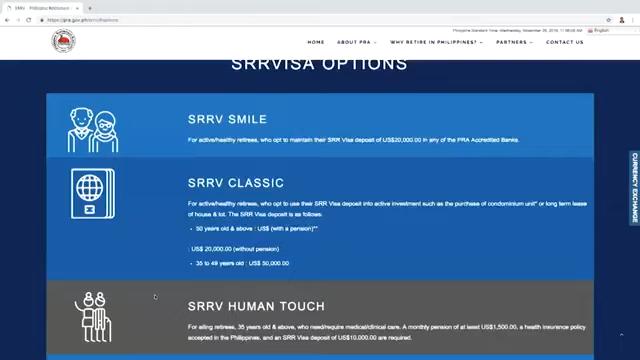 SRRV - Philippine Retirement
https://pra.gov.ph/srrvisaoptions
Philippine Standard Time: Wednesday, November
English
HOME
ABOUT PRA
WHY RETIRE IN PHILIPPINES?
PARTNERS
CONTACT US
SRRVISA OPTIONS
SRRV SMILE
For active/healthy retirees, who opt to maintain their SRR Visa deposit of US$20,000.00 in any of the PRA Accredited Banks.
SRRV CLASSIC
For active/healthy retirees, who opt to use their SRR Visa deposit into active investment such as the purchase of condominium unit* or long term lease
of house & lot. The SRR Visa deposit is as follows:
• 50 years old & above : US$ (with a pension)**
: US$ 20,000.00 (without pension)
• 35 to 49 years old : US$ 50,000.00
SRRV HUMAN TOUCH
For ailing retirees, 35 years old & above, who need/require medical/clinical care. A monthly pension of at least US$1,500.00, a health insurance policy
accepted in the Philippines, and an SRR Visa deposit of US$10,000.00 are required.
CURRENCY EXCHANGE